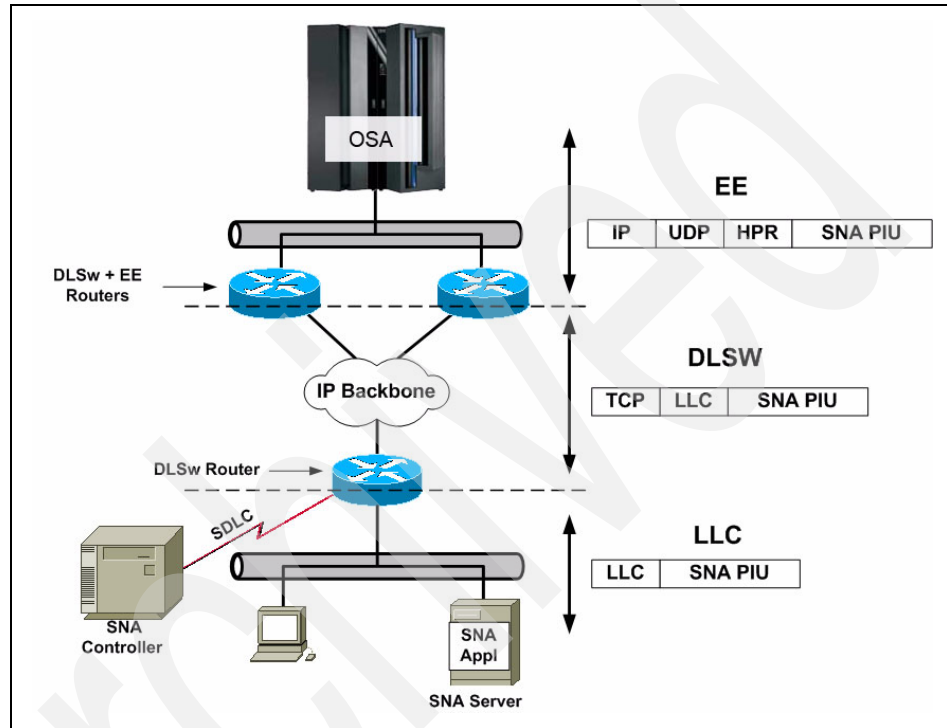 OSA
EE
IP UDP HPR SNA PIU
DLSw + EE
Routers
DLSW
IP Backbone
TCP LLC SNA PIU
DLSw Router
SDLC
LLC
LLC SNA PIU
SNA
Controller
SNA
Appl
SNA Server